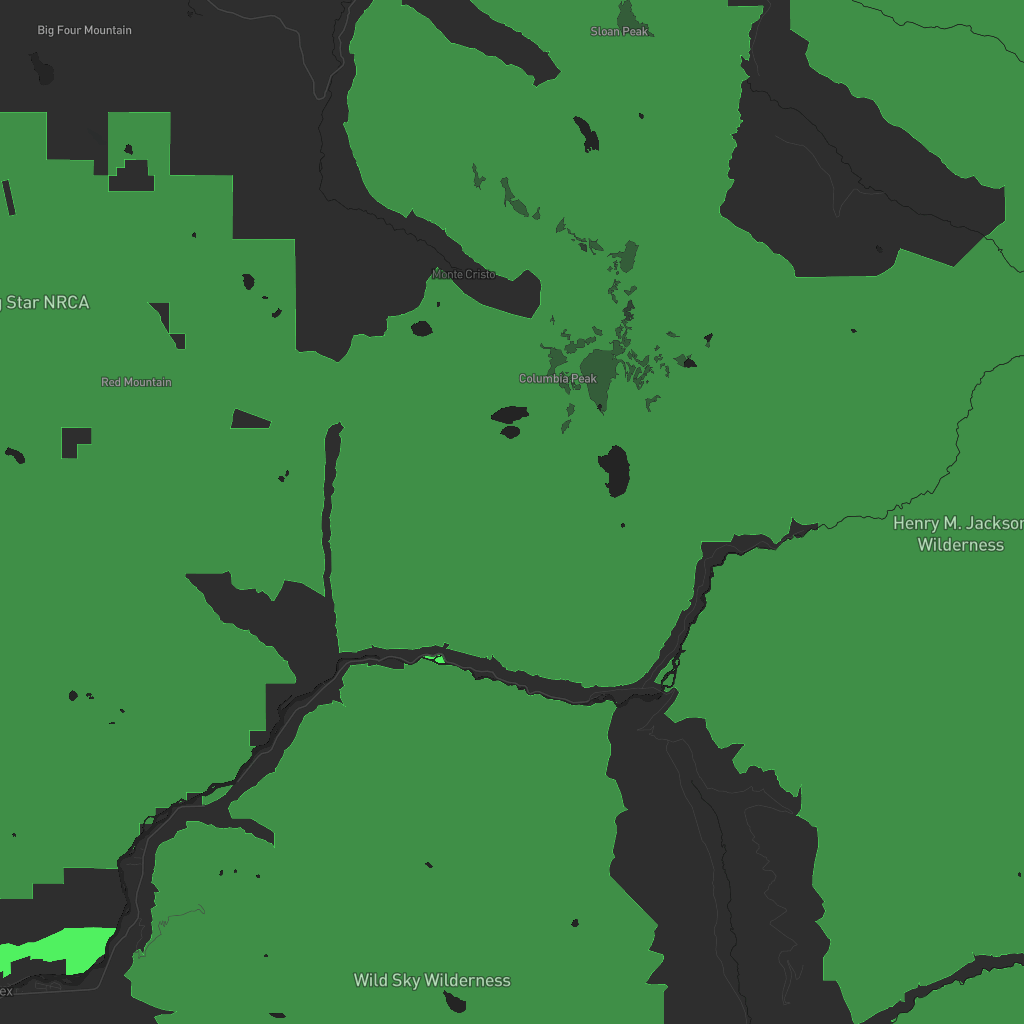 Big Four Mountain
Sloan Peak
Monte Cristo
Star NRCA
Red Mountain
Columbia Peak
Henry M. Jackson
Wilderness
Wild Sky Wilderness
ex